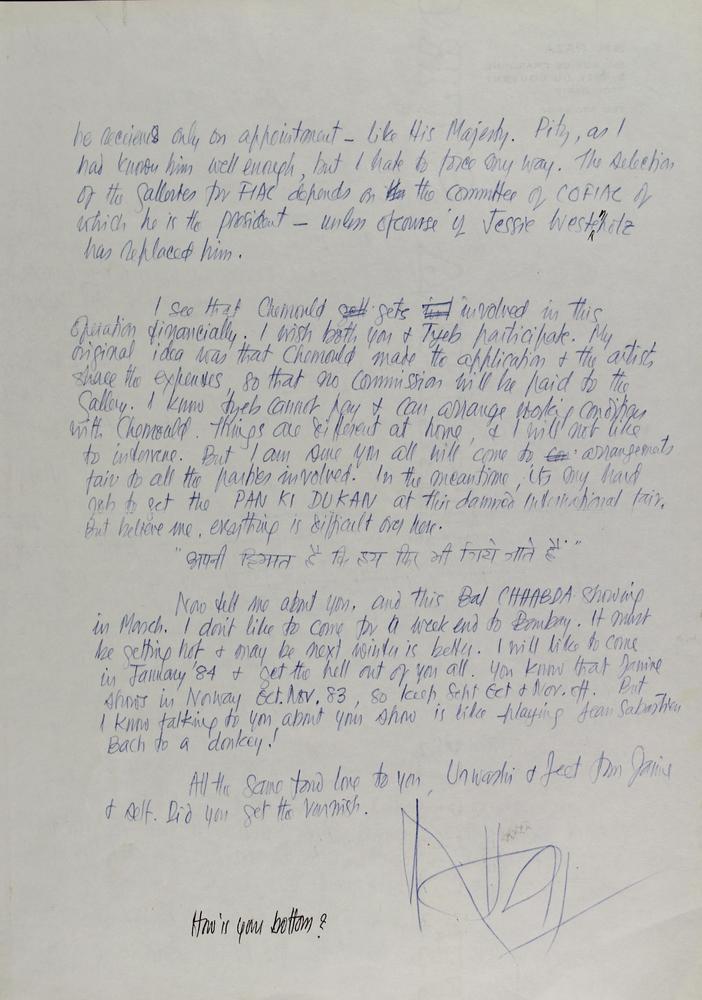 he receives only on appointment – like His Majesty. Pity, as I
had known him well enough, but I hate to force my way. The selection
of the Galleries for FIAC depends on the committee of COFIAC of
which he is the president – unless ofcourse if Jessie Westenholz
has replaced him.
I see that Chemould gets involved in this
operation financially. I wish both you & Tyeb participate. My
original idea was that Chemould made the application & the artists
share the expenses, so that no commission will be paid to the
Gallery. I know Tyeb cannot pay & can arrange working conditions
with Chemould. Things are different at home, & I will not like
to intervene. But I am sure you all will come to arrangements
fair to all the parties involved. In the meantime, its my hard
job to get the PAN KI DUKAN at this damned International fair.
But believe me, everything is difficult over here.
"अपनी हिम्मत है कि हम फिर भी जिये जाते हैं"
Now tell me about you, and this Bal CHAABDA showing
in March. I don't like to come for a week end to Bombay. It must
be getting hot & may be next winter is better. I will like to come
in January '84 & get the hell out of you all. You know that Janine
shows in Norway Oct. Nov. 83, so keep Sept Oct & Nov. off. But
I know talking to you about your show is like playing Jean Sabastian
Bach to a donkey!
All the same fond love to you, Urwashi & Jeet from Janine
& self. Did you get the varnish.
How is your bottom?